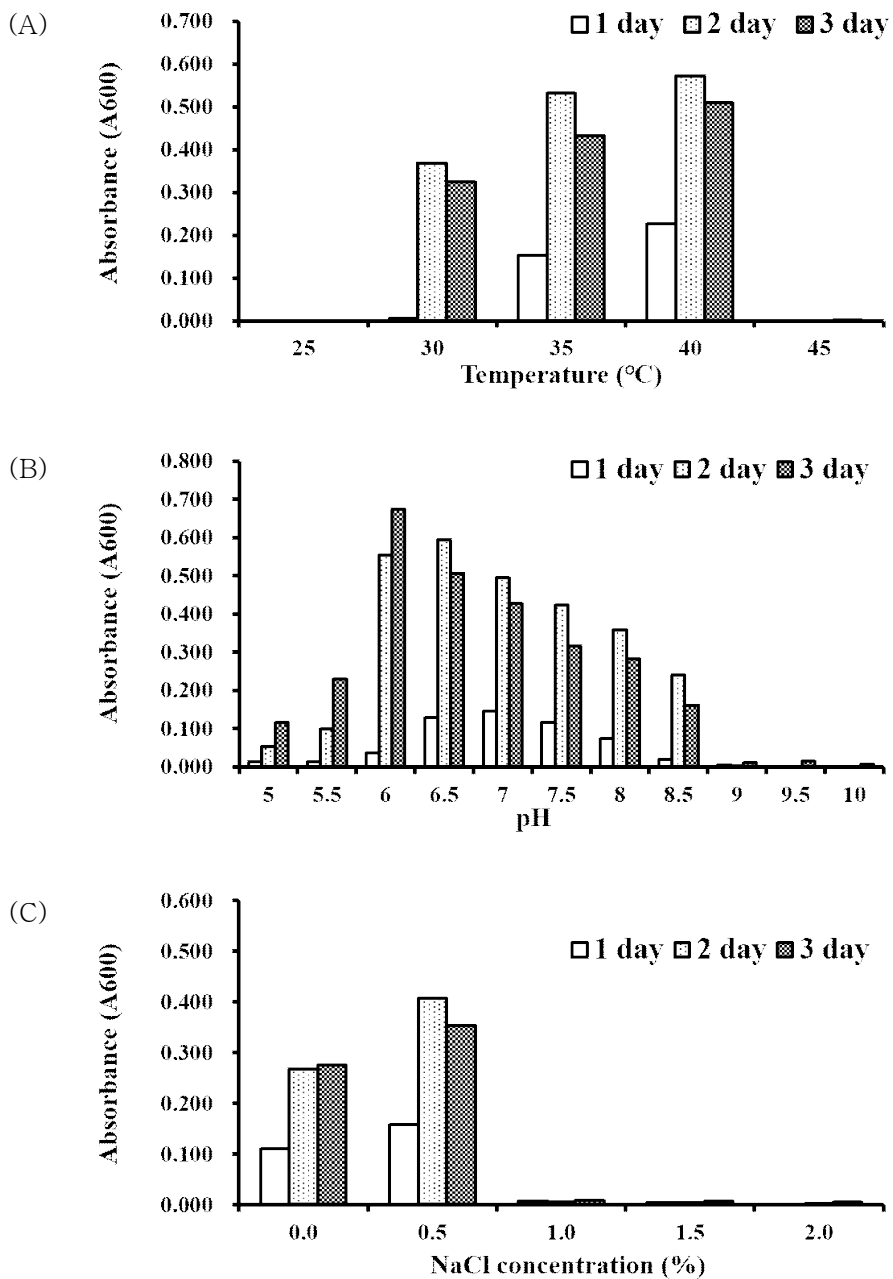 (A)
0.700
0.600
0.500
0.400
0.300
0.200
0.100
0.000
Absorbance (A600)
1 day 2 day 3 day
25 30 35 40 45
Temperature (°C)
(B)
0.800
0.700
0.600
0.500
0.400
0.300
0.200
0.100
0.000
Absorbance (A600)
1 day 2 day 3 day
5 5.5 6 6.5 7 7.5 8 8.5 9 9.5 10
pH
(C)
0.600
0.500
0.400
0.300
0.200
0.100
0.000
Absorbance (A600)
1 day 2 day 3 day
0.0 0.5 1.0 1.5 2.0
NaCl concentration (%)